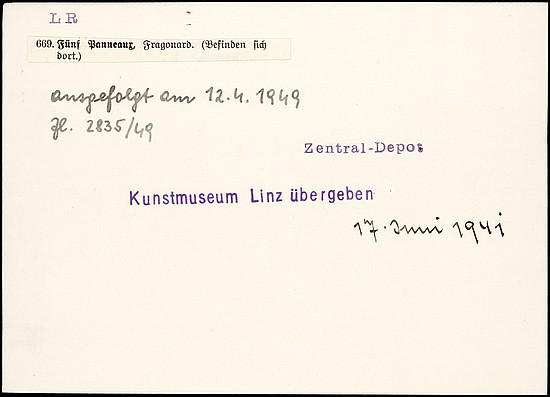 LR
669. Fünf Panneaux, Fragonard. (Befinden sich
dort.)
ausgefolgt am 12.4.1949
Zl. 2835/49
Zentral-Depot
Kunstmuseum Linz übergeben
17. Juni 1941